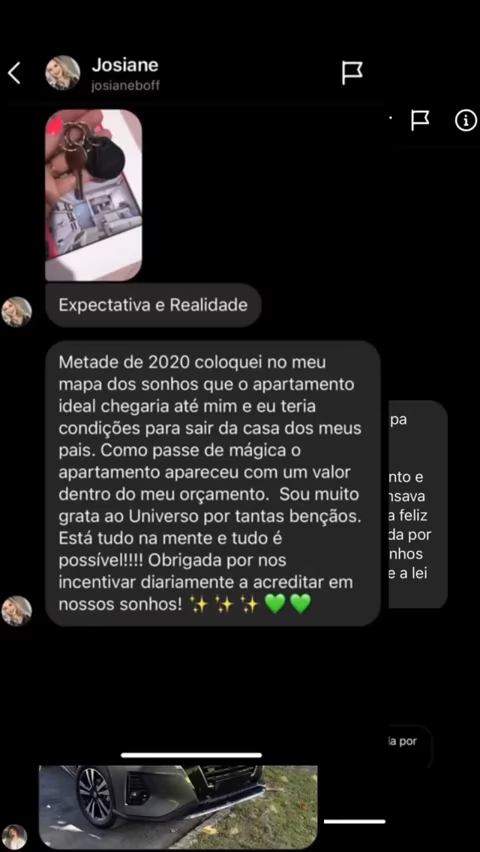 Josiane
josianeboff
Expectativa e Realidade
Metade de 2020 coloquei no meu
mapa dos sonhos que o apartamento
ideal chegaria até mim e eu teria
condições para sair da casa dos meus
pais. Como passe de mágica o
apartamento apareceu com um valor
dentro do meu orçamento.  Sou muito
grata ao Universo por tantas bençãos.
Está tudo na mente e tudo é
possível!!!! Obrigada por nos
incentivar diariamente a acreditar em
nossos sonhos! ✨✨✨💚💚
pa
nto e
nsava
a feliz
da por
nhos
e a lei
da por